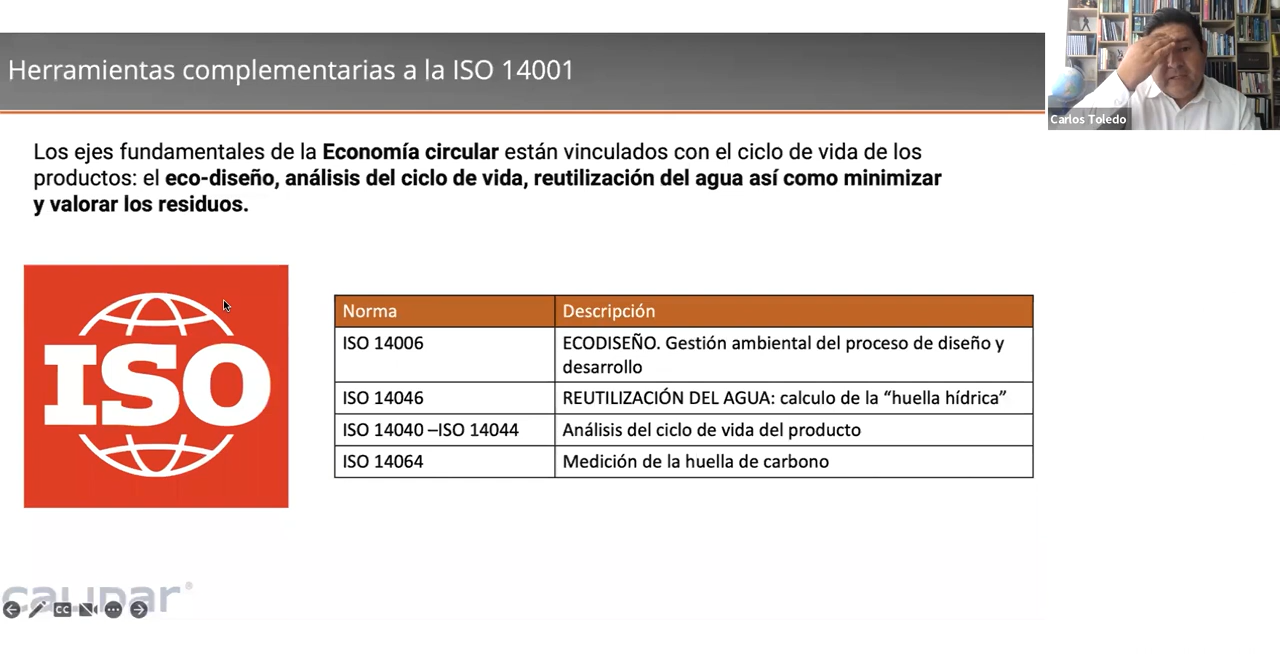 Herramientas complementarias a la ISO 14001
Carlos Toledo
Los ejes fundamentales de la Economía circular están vinculados con el ciclo de vida de los
productos: el eco-diseño, análisis del ciclo de vida, reutilización del agua así como minimizar
y valorar los residuos.
ISO
Norma Descripción
ISO 14006 ECODISEÑO. Gestión ambiental del proceso de diseño y
desarrollo
ISO 14046 REUTILIZACIÓN DEL AGUA: calculo de la “huella hídrica”
ISO 14040 –ISO 14044 Análisis del ciclo de vida del producto
ISO 14064 Medición de la huella de carbono
CC